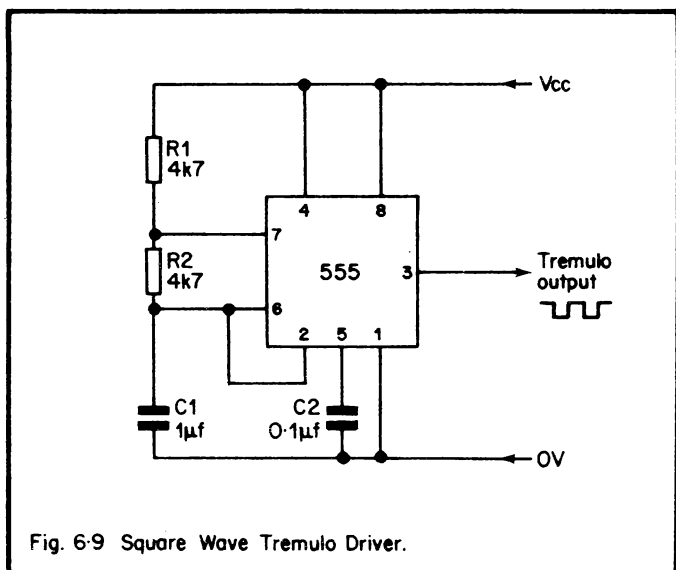 Vcc
R1
4k7
4
8
7
R2
4k7
555
3
Tremulo
output
6
2
5
1
C1
1µf
C2
0·1µf
OV
Fig. 6·9 Square Wave Tremulo Driver.